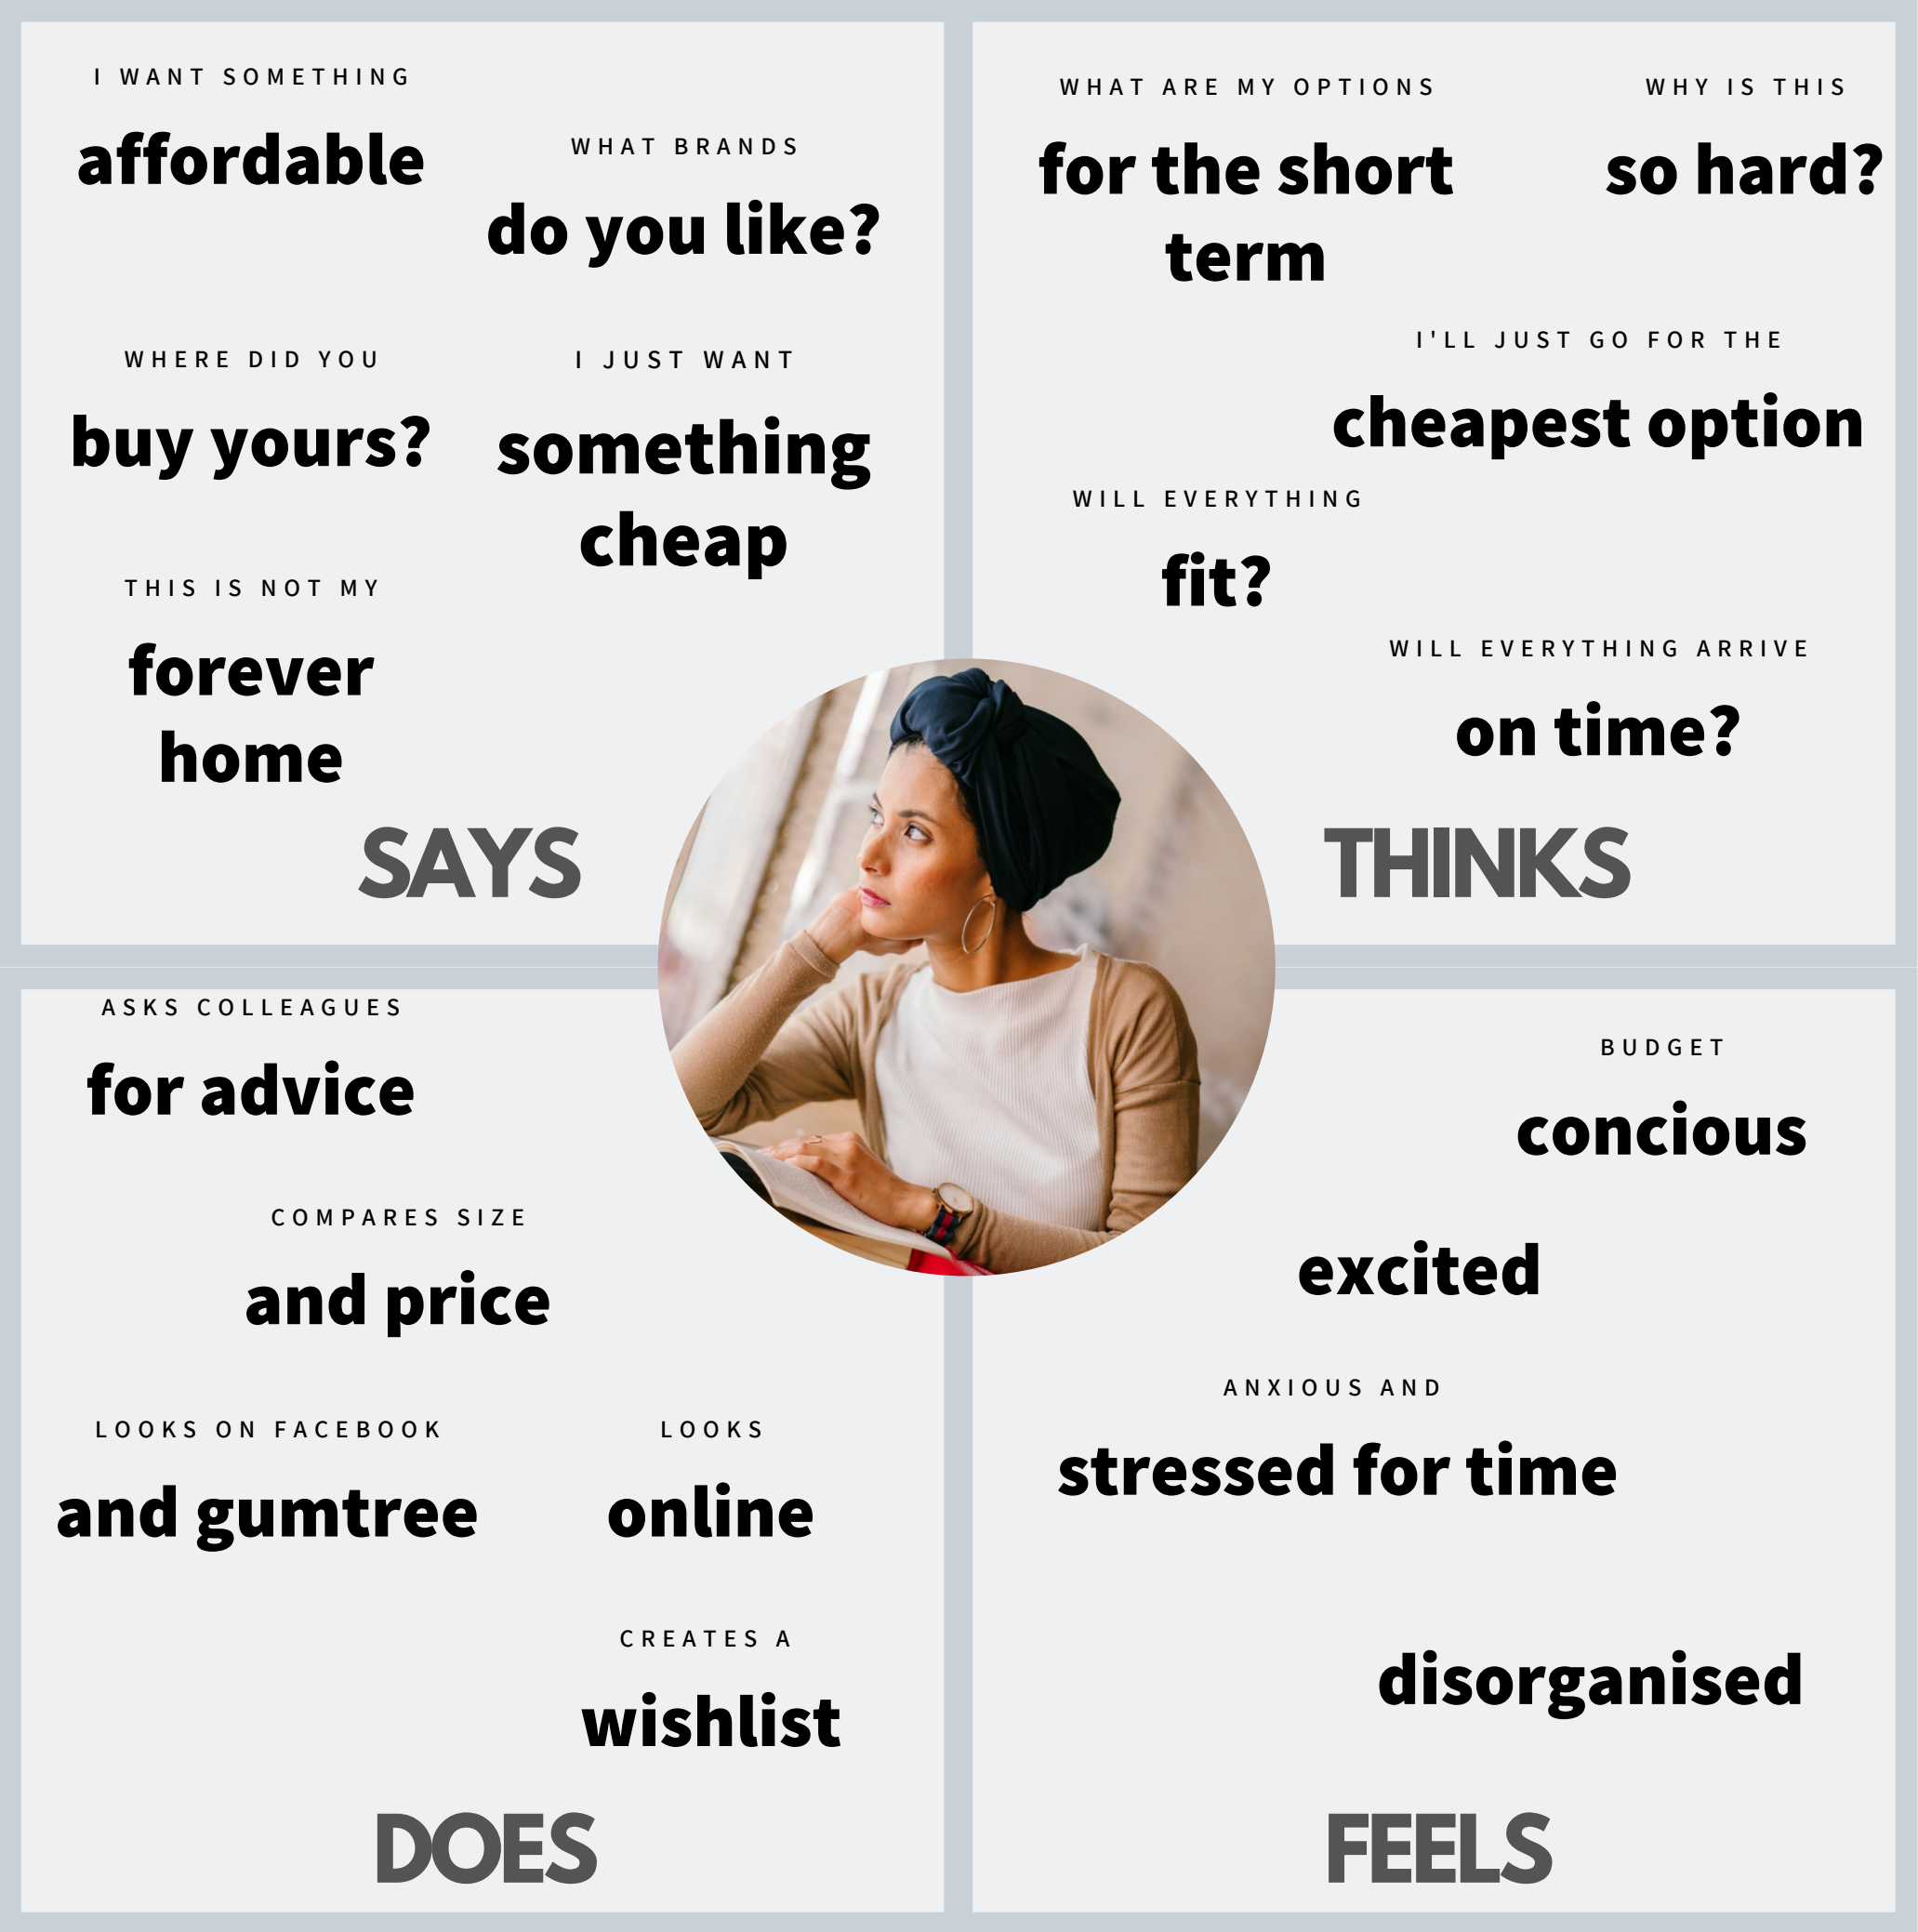 I WANT SOMETHING
affordable
WHAT BRANDS
do you like?
WHERE DID YOU
buy yours?
I JUST WANT
something
cheap
THIS IS NOT MY
forever
home
SAYS
WHAT ARE MY OPTIONS
for the short
term
WHY IS THIS
so hard?
I'LL JUST GO FOR THE
cheapest option
WILL EVERYTHING
fit?
WILL EVERYTHING ARRIVE
on time?
THINKS
ASKS COLLEAGUES
for advice
COMPARES SIZE
and price
LOOKS ON FACEBOOK
and gumtree
LOOKS
online
CREATES A
wishlist
DOES
BUDGET
concious
excited
ANXIOUS AND
stressed for time
disorganised
FEELS